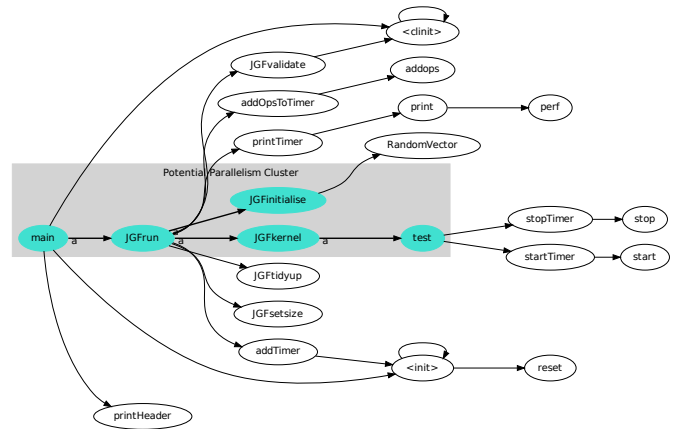 <clinit>
JGFvalidate
addops
addOpsToTimer
print
perf
printTimer
RandomVector
Potential Parallelism Cluster
JGFinitialise
stopTimer
stop
main
a
JGFrun
a
JGFkernel
a
test
startTimer
start
JGFtidyup
JGFsetsize
addTimer
<init>
reset
printHeader